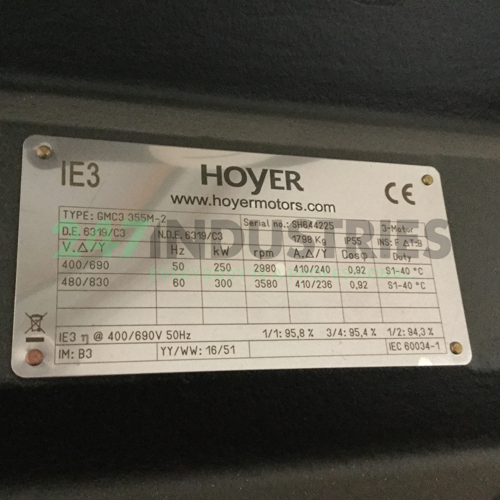 IE3 HOYER CE
www.hoyermotors.com
TYPE: GMC3 355M-2 Serial no.: SH644225 3~Motor
D.E. 6319/C3 N.D.E. 6319/C3 1798 Kg IP55 INS: F ΔT:B
V.Δ/Y Hz kW rpm A.Δ/Y Cosφ Duty
400/690 50 250 2980 410/240 0,92 S1-40 °C
480/830 60 300 3580 410/236 0,92 S1-40 °C
IE3 η @ 400/690V 50Hz 1/1: 95,8 % 3/4: 95,4 % 1/2: 94,3%
IM: B3 YY/WW: 16/51 IEC 60034-1
24/7 INDUSTRIES